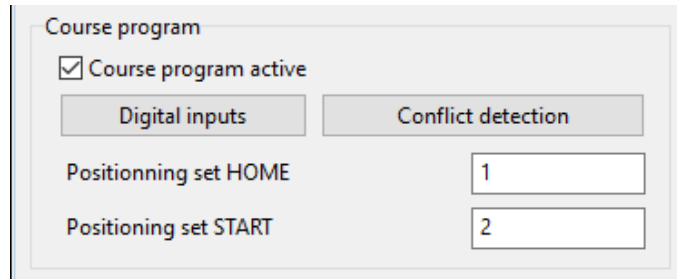 Course program
Course program active
Digital inputs Conflict detection
Positionning set HOME 1
Positioning set START 2